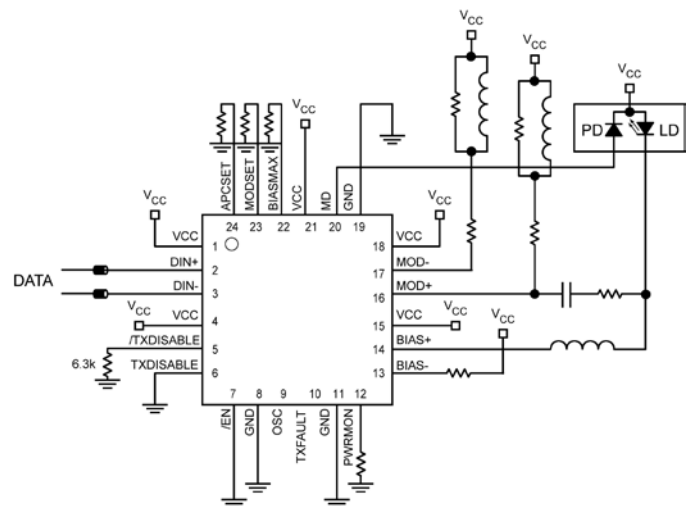 VCC
VCC
VCC
VCC
PD
LD
APCSET
MODSET
BIASMAX
VCC
MD
GND
24
23
22
21
20
19
VCC
VCC
1
18
VCC
VCC
DATA
DIN+
2
17
MOD-
DIN-
3
16
MOD+
VCC
VCC
4
15
VCC
VCC
/TXDISABLE
5
14
BIAS+
6.3k
TXDISABLE
6
13
BIAS-
7
8
9
10
11
12
/EN
GND
OSC
TXFAULT
GND
PWRMON